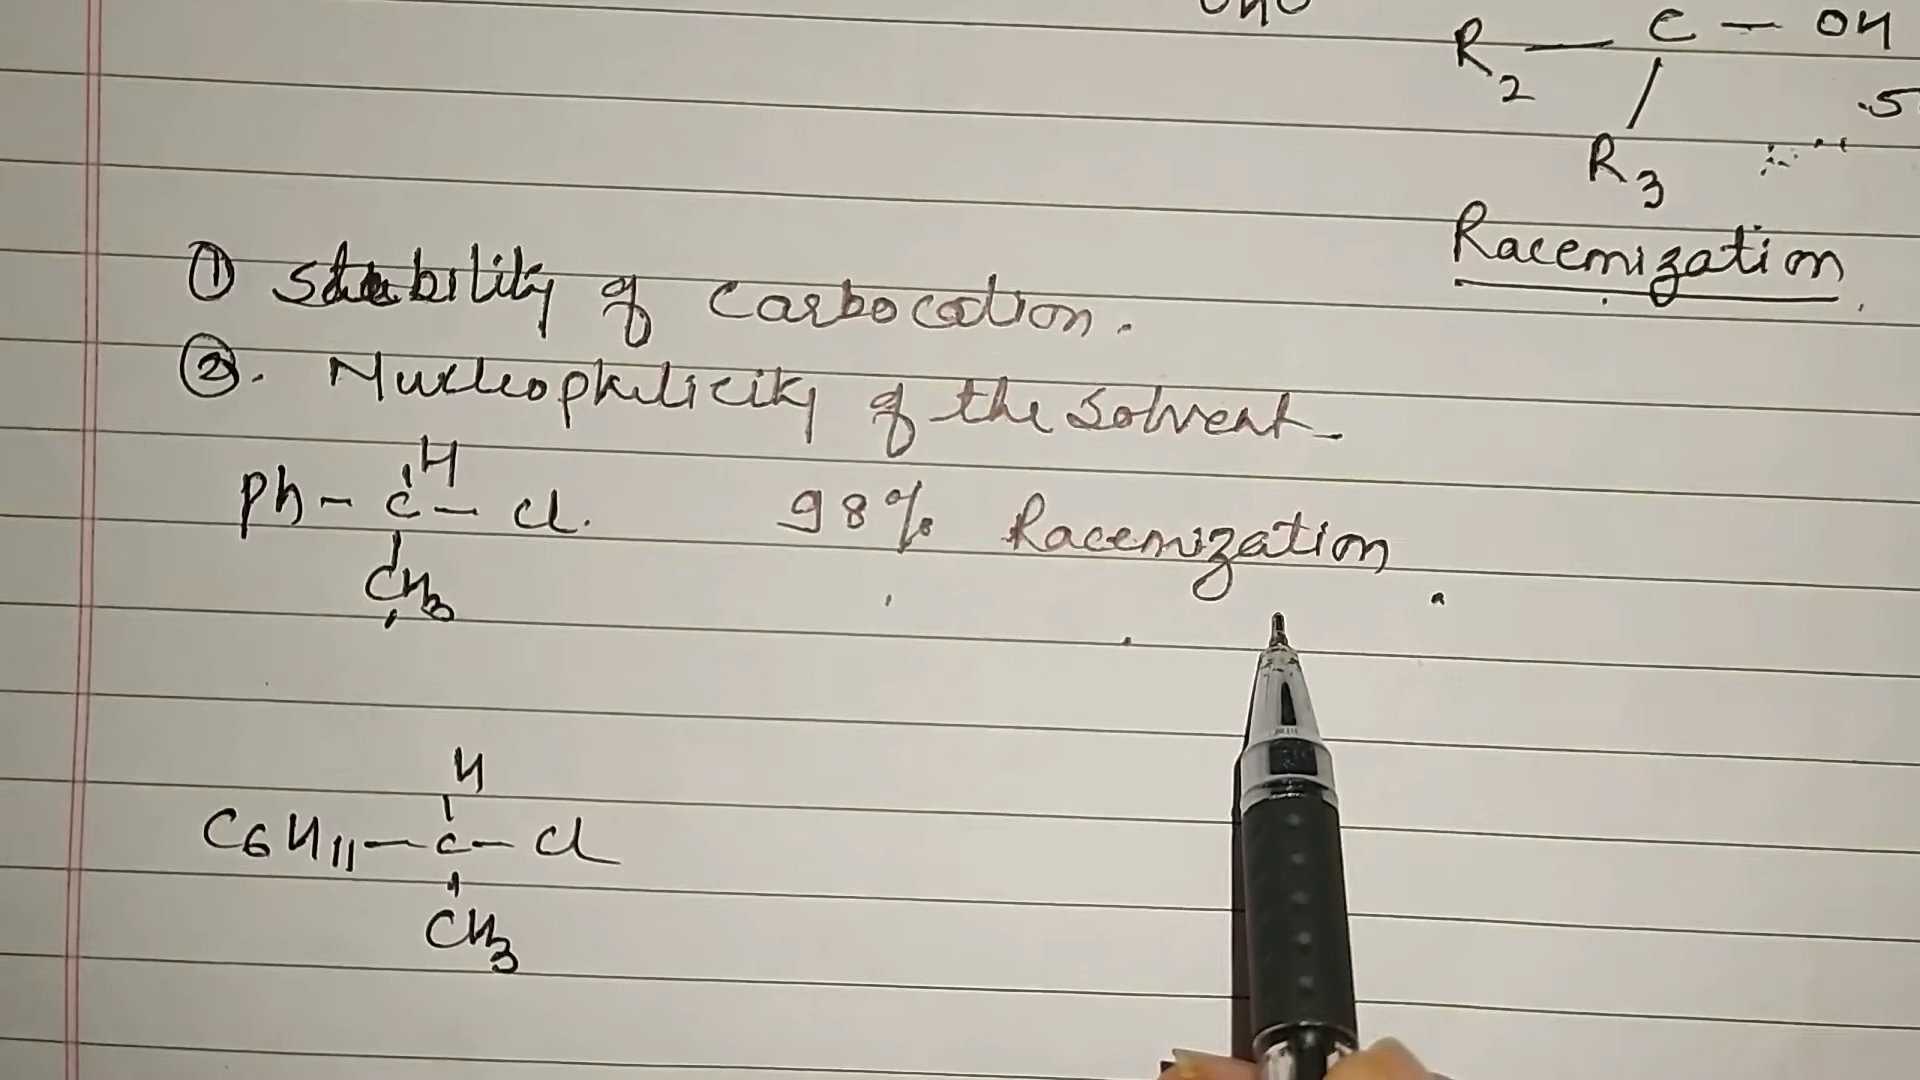 R2 — C — OH
R3
Racemization
① Stability of Carbocation.
②. Nucleophilicity of the Solvent-
H
Ph - C - Cl. 98% Racemization
CH3
H
C6H11 - C - Cl
CH3